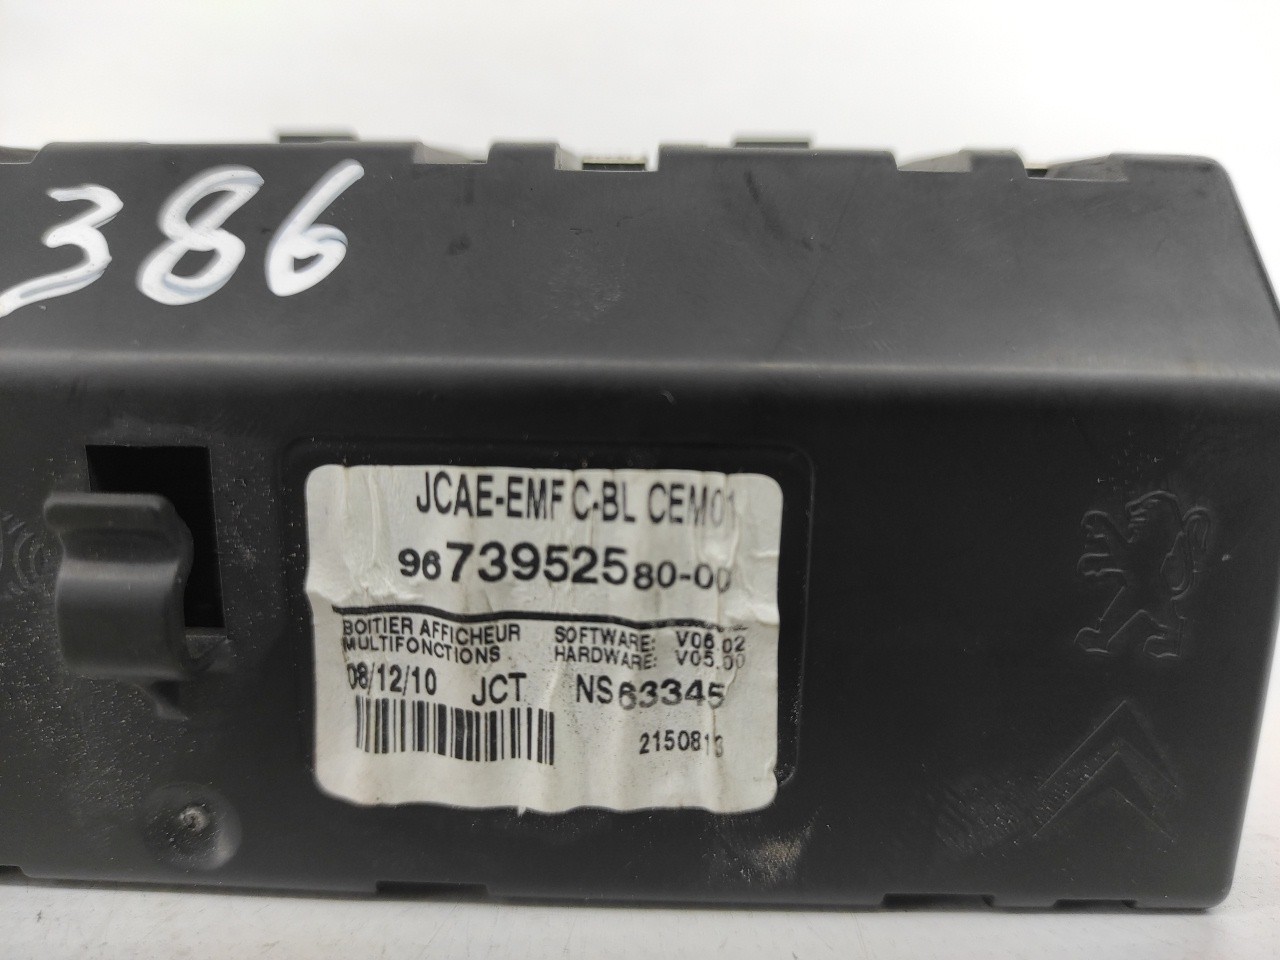 386
JCAE-EMF C-BL CEM01
9673952580-00
BOITIER AFFICHEUR SOFTWARE: V06.02
MULTIFONCTIONS HARDWARE: V05.00
08/12/10 JCT NS63345
2150813